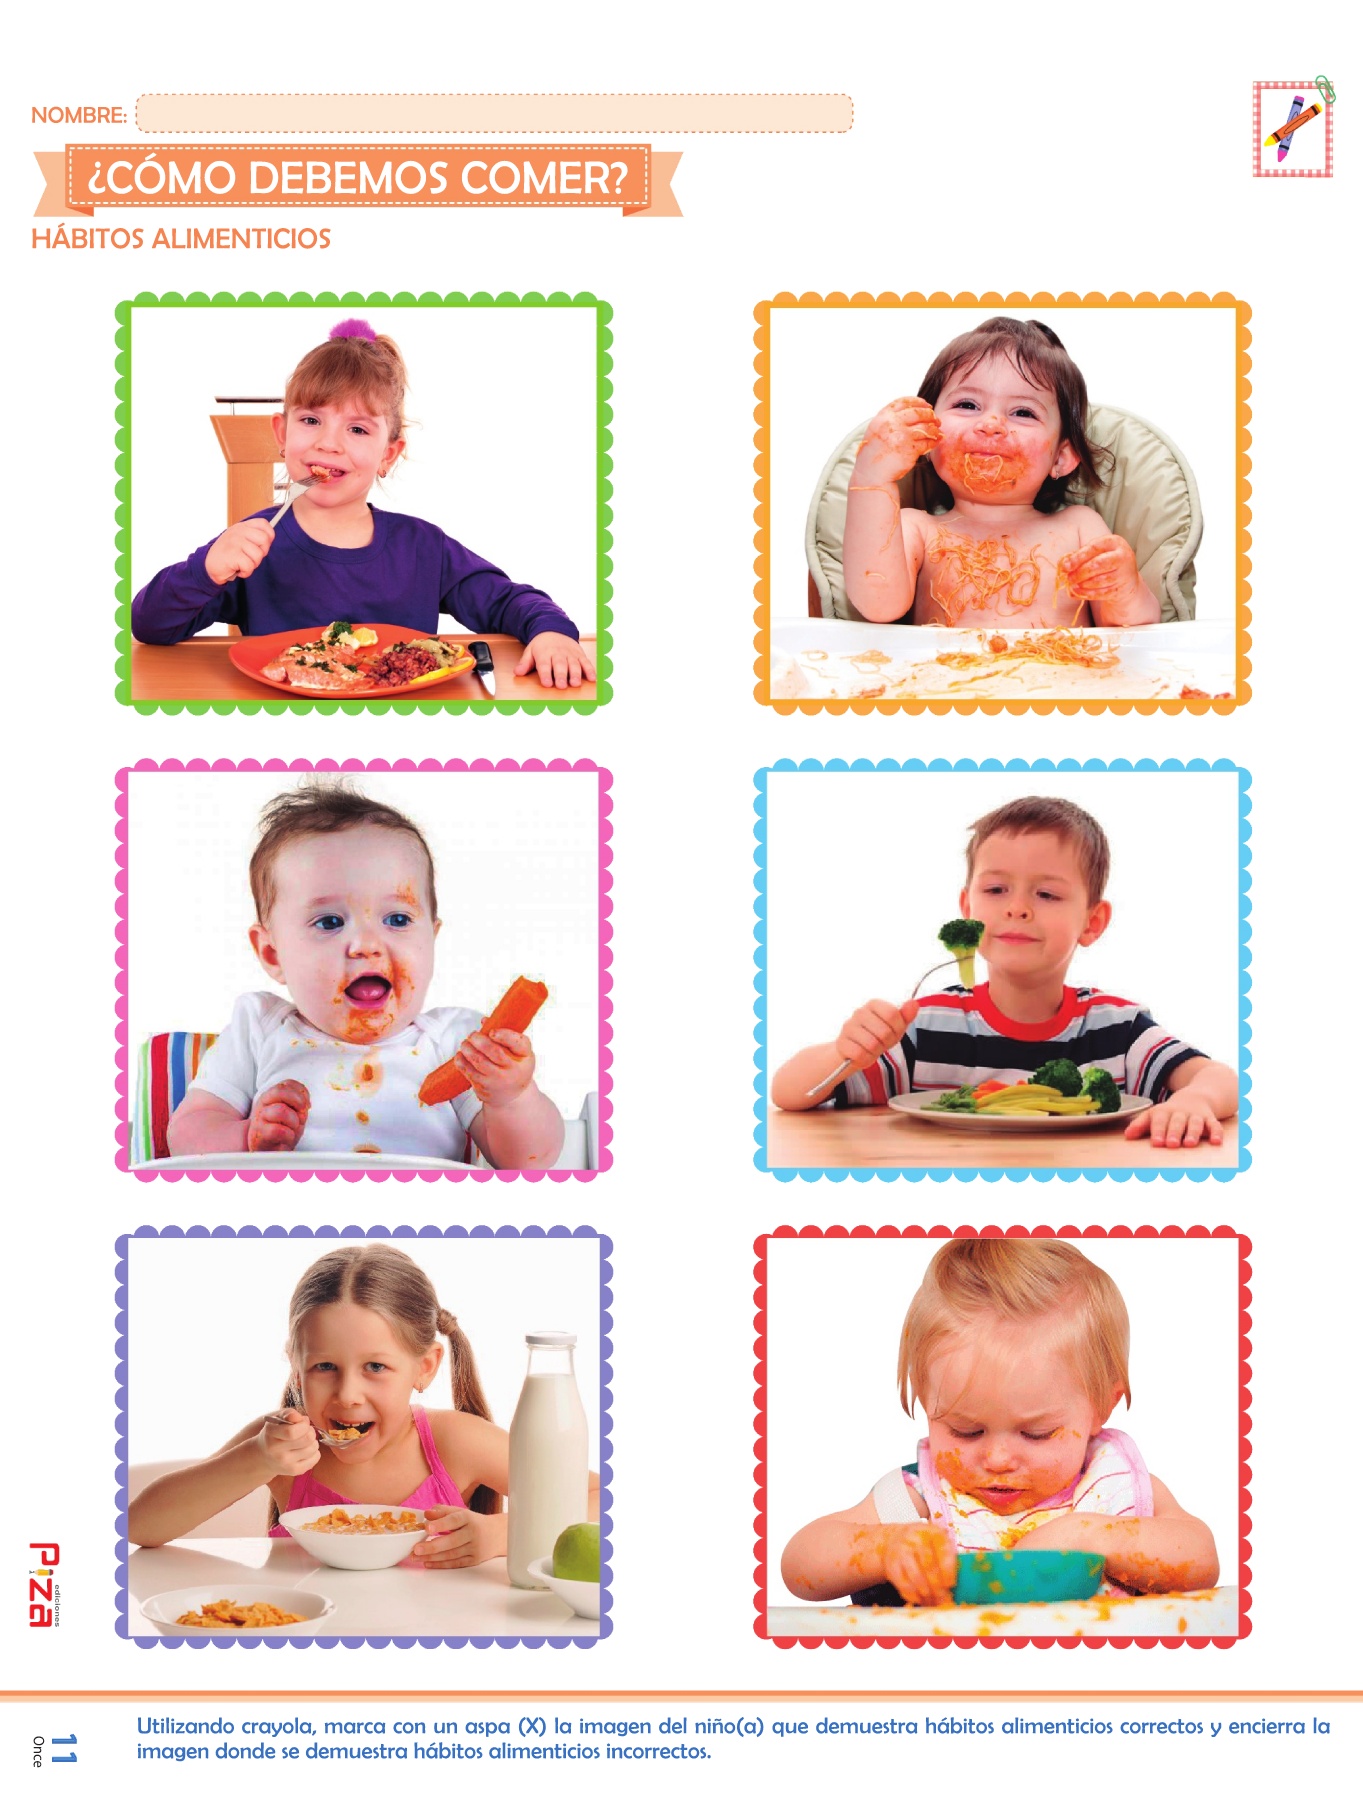 NOMBRE:
¿CÓMO DEBEMOS COMER?
HÁBITOS ALIMENTICIOS
Piza
ediciones
11
Once
Utilizando crayola, marca con un aspa (X) la imagen del niño(a) que demuestra hábitos alimenticios correctos y encierra la
imagen donde se demuestra hábitos alimenticios incorrectos.